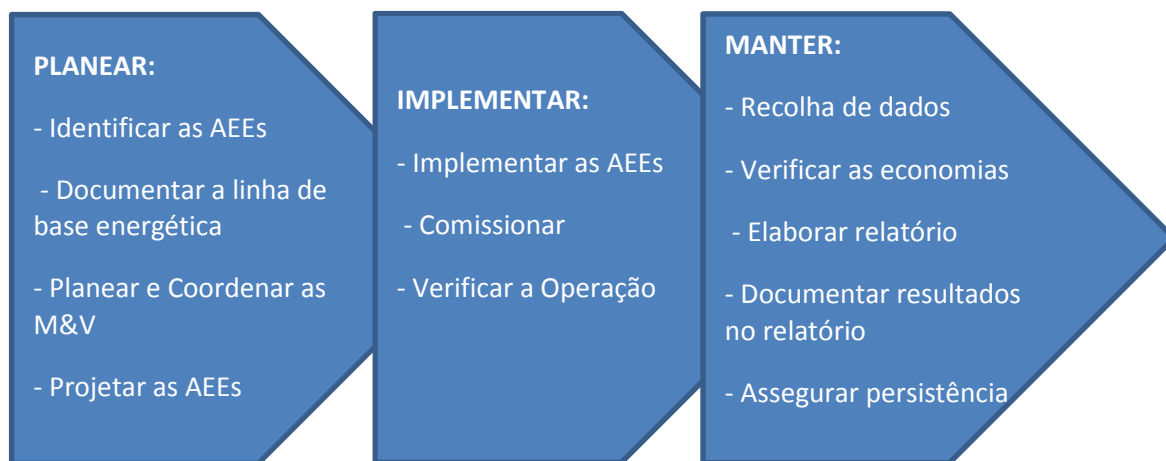 PLANEAR:
- Identificar as AEEs
- Documentar a linha de
base energética
- Planear e Coordenar as
M&V
- Projetar as AEEs
IMPLEMENTAR:
- Implementar as AEEs
- Comissionar
- Verificar a Operação
MANTER:
- Recolha de dados
- Verificar as economias
- Elaborar relatório
- Documentar resultados
no relatório
- Assegurar persistência